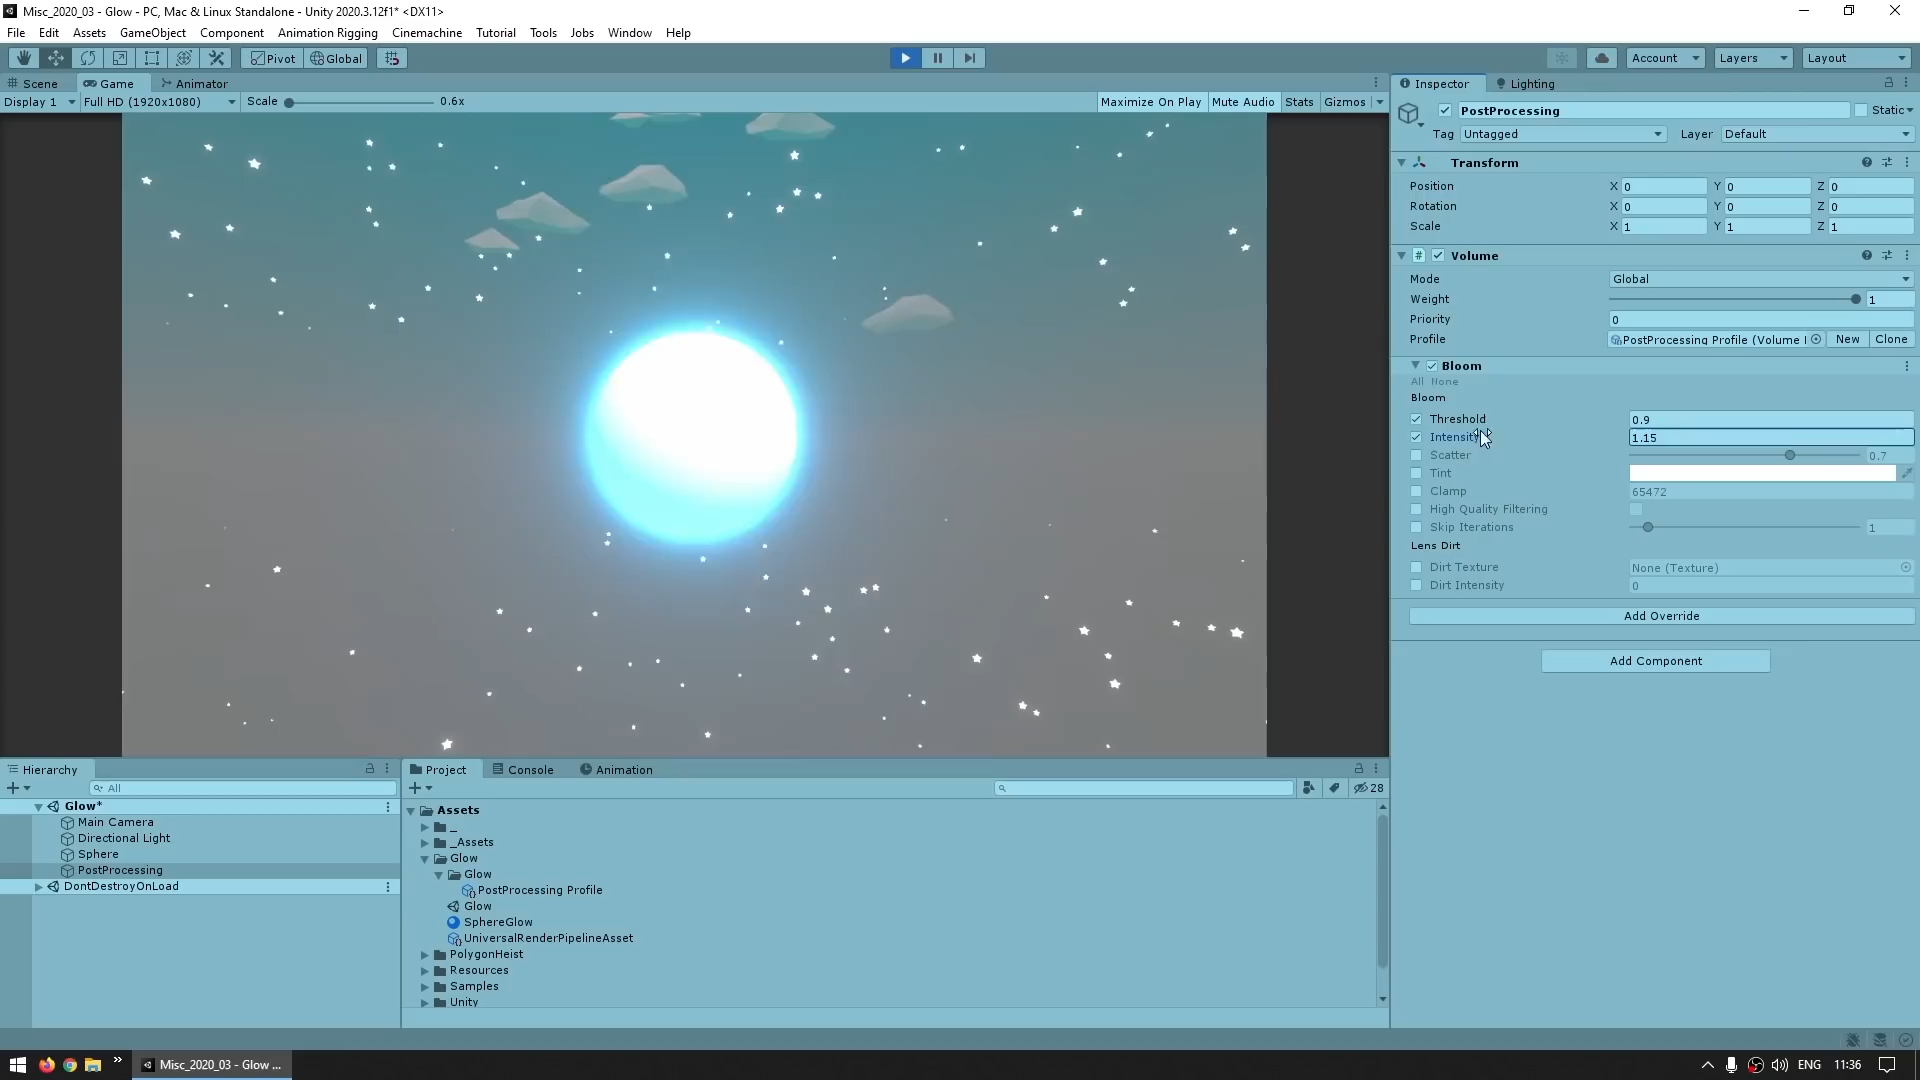 Misc_2020_03 - Glow - PC, Mac & Linux Standalone - Unity 2020.3.12f1* <DX11>
File Edit Assets GameObject Component Animation Rigging Cinemachine Tutorial Tools Jobs Window Help
Pivot Global Account Layers Layout
Scene Game Animator
Display 1 Full HD (1920x1080) Scale 0.6x Maximize On Play Mute Audio Stats Gizmos
Inspector Lighting
PostProcessing Static
Tag Untagged Layer Default
Transform
Position X 0 Y 0 Z 0
Rotation X 0 Y 0 Z 0
Scale X 1 Y 1 Z 1
# Volume
Mode Global
Weight 1
Priority 0
Profile PostProcessing Profile (Volume New Clone
Bloom
All None
Bloom
Threshold 0.9
Intensity 1.15
Scatter 0.7
Tint
Clamp 65472
High Quality Filtering
Skip Iterations 1
Lens Dirt
Dirt Texture None (Texture)
Dirt Intensity 0
Add Override
Add Component
Hierarchy
All
Glow*
Main Camera
Directional Light
Sphere
PostProcessing
DontDestroyOnLoad
Project Console Animation
28
Assets
_
_Assets
Glow
Glow
PostProcessing Profile
Glow
SphereGlow
UniversalRenderPipelineAsset
PolygonHeist
Resources
Samples
Unity
Misc_2020_03 - Glow ... ENG 11:36